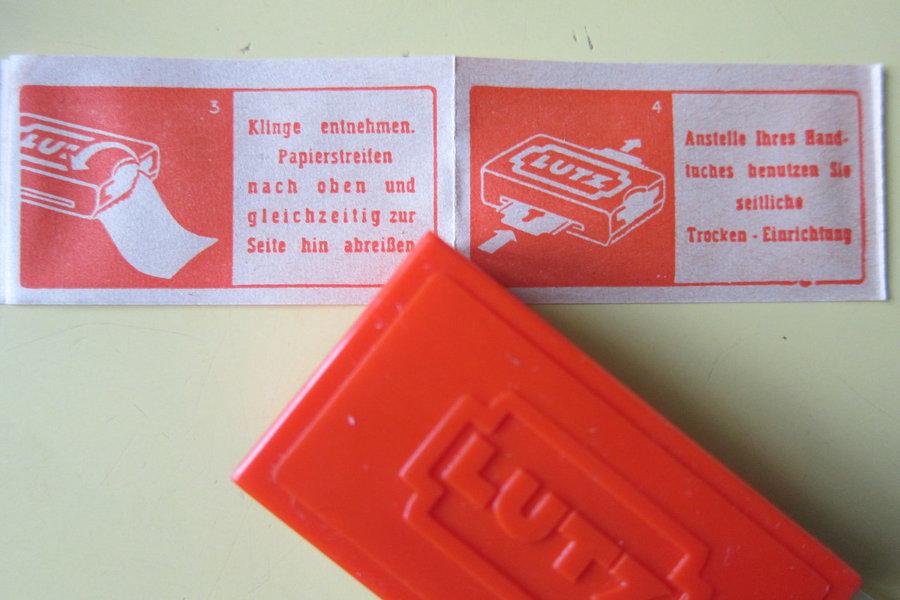 3
LUTZ
Klinge entnehmen.
Papierstreifen
nach oben und
gleichzeitig zur
Seite hin abreißen
4
LUTZ
Anstelle Ihres Hand-
tuches benutzen Sie
seitliche
Trocken - Einrichtung
LUTZ